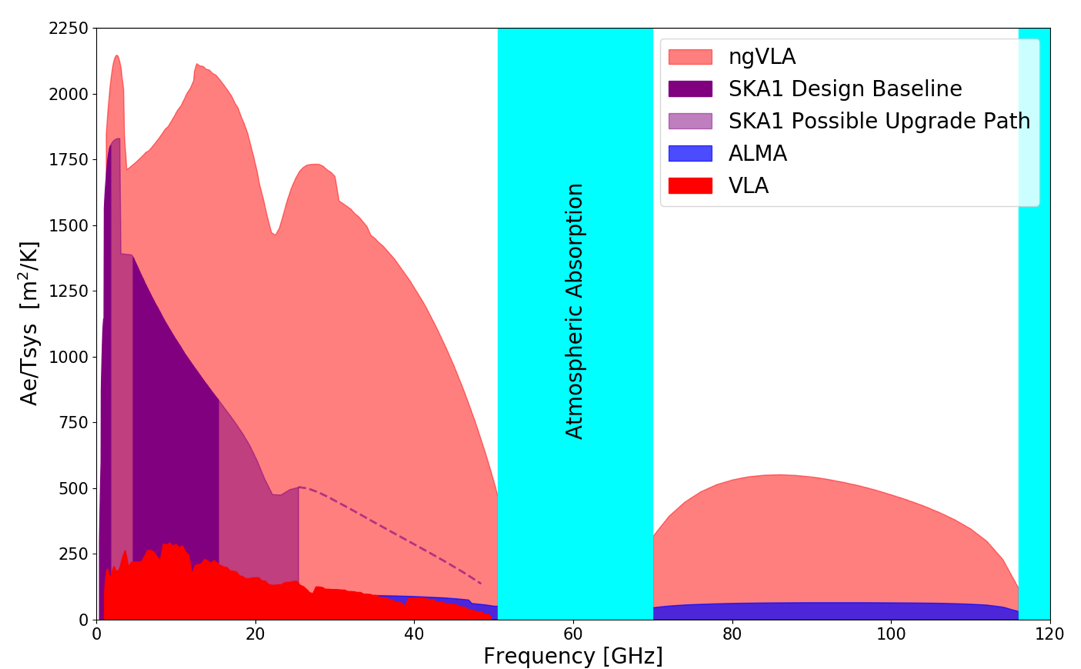 2250
2000
1750
1500
1250
1000
750
500
250
0
Ae/Tsys [m²/K]
0
20
40
60
80
100
120
Frequency [GHz]
Atmospheric Absorption
ngVLA
SKA1 Design Baseline
SKA1 Possible Upgrade Path
ALMA
VLA